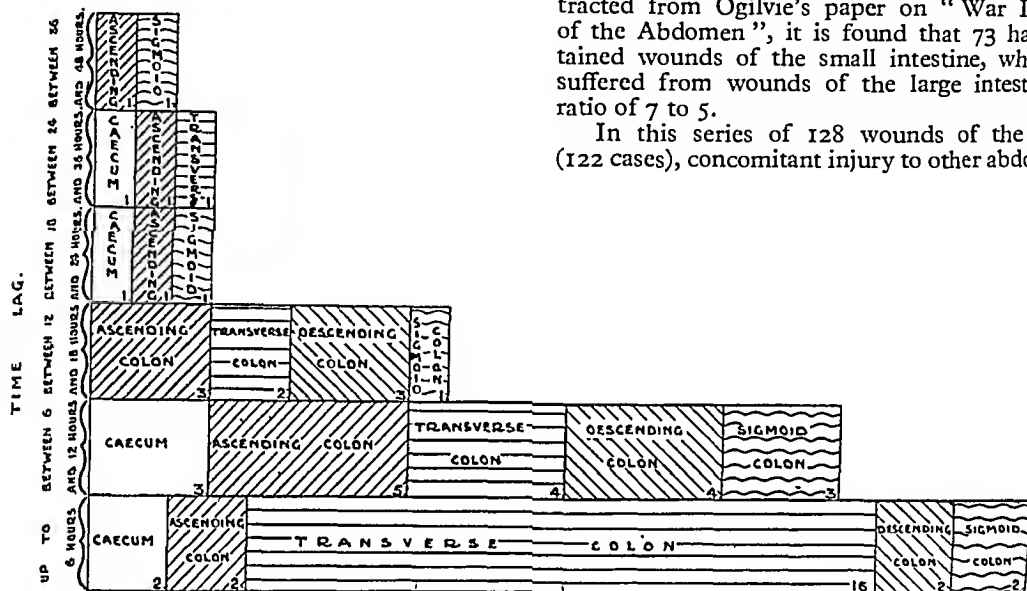 tracted from Ogilvie's paper on " War I
of the Abdomen ", it is found that 73 ha
tained wounds of the small intestine, wh
suffered from wounds of the large intest
ratio of 7 to 5.
In this series of 128 wounds of the
(122 cases), concomitant injury to other abdo
TIME LAG.
BETWEEN 36
AND 48 HOURS.
ASCENDING 1
SIGMOID 1
BETWEEN 24
AND 36 HOURS.
CAECUM 1
ASCENDING 1
TRANSVERSE 1
BETWEEN 18
AND 25 HOURS.
CAECUM 1
ASCENDING 1
SIGMOID 1
BETWEEN 12
AND 18 HOURS
ASCENDING
COLON
3
TRANSVERSE
COLON
2
DESCENDING
COLON
3
SIGMOID
COLON
1
BETWEEN 6
AND 12 HOURS
CAECUM
3
ASCENDING COLON
5
TRANSVERSE
COLON
4
DESCENDING
COLON
4
SIGMOID
COLON
3
UP TO
6 HOURS
CAECUM
2
ASCENDING
COLON
2
TRANSVERSE COLON
16
DESCENDING
COLON
2
SIGMOID
COLON
2